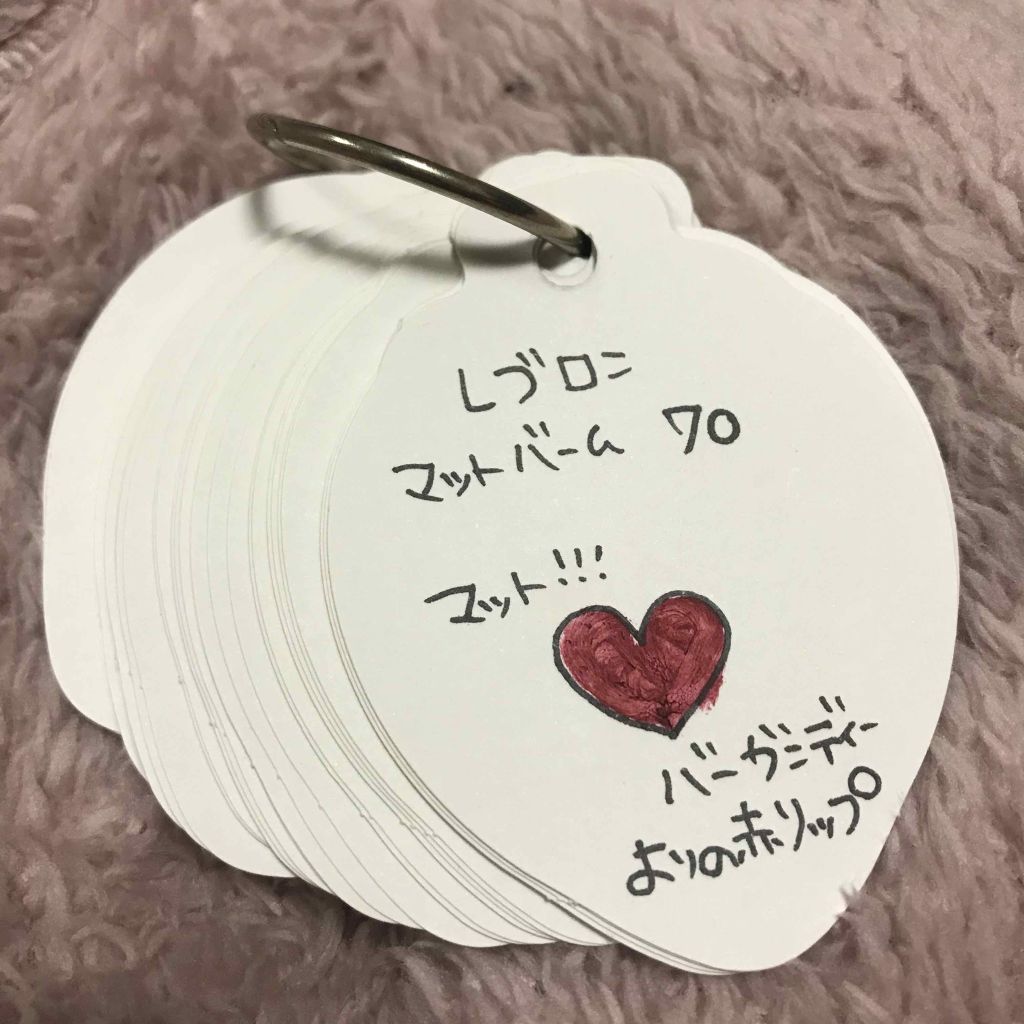 レブロン
マットバーム 70
マット!!!
バーガンディー
よりの赤リップ